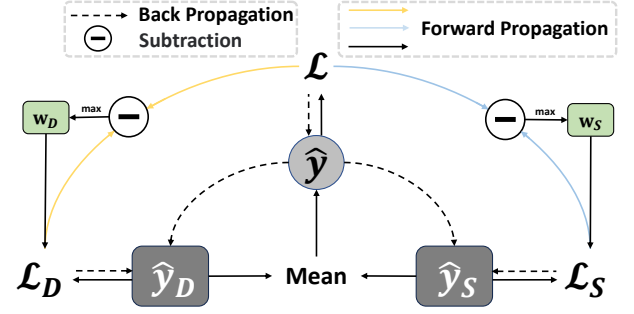 Back Propagation
Subtraction
Forward Propagation
ℒ
max
max
w_D
w_S
ŷ
ℒ_D
ŷ_D
Mean
ŷ_S
ℒ_S